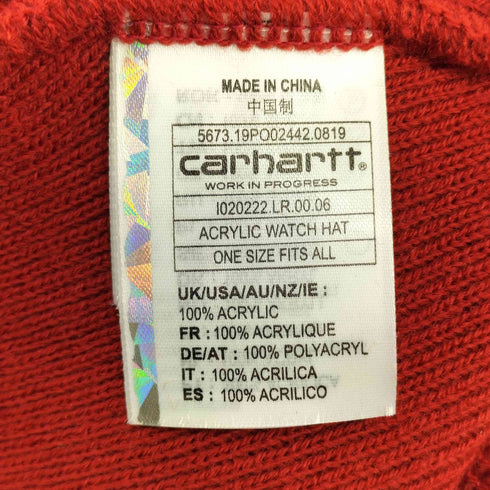 MADE IN CHINA
中国制
5673.19PO02442.0819
carhartt®
WORK IN PROGRESS
I020222.LR.00.06
ACRYLIC WATCH HAT
ONE SIZE FITS ALL
UK/USA/AU/NZ/IE :
100% ACRYLIC
FR : 100% ACRYLIQUE
DE/AT : 100% POLYACRYL
IT : 100% ACRILICA
ES : 100% ACRILICO